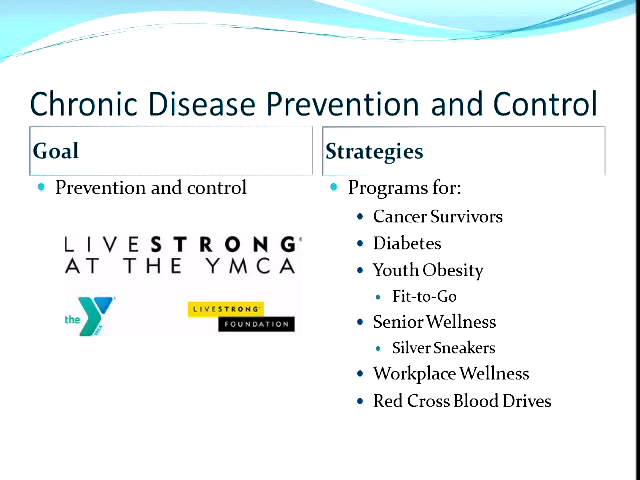 Chronic Disease Prevention and Control
Goal
Prevention and control
LIVESTRONG®
AT THE YMCA
the
YMCA
LIVESTRONG
FOUNDATION
Strategies
Programs for:
Cancer Survivors
Diabetes
Youth Obesity
Fit-to-Go
Senior Wellness
Silver Sneakers
Workplace Wellness
Red Cross Blood Drives